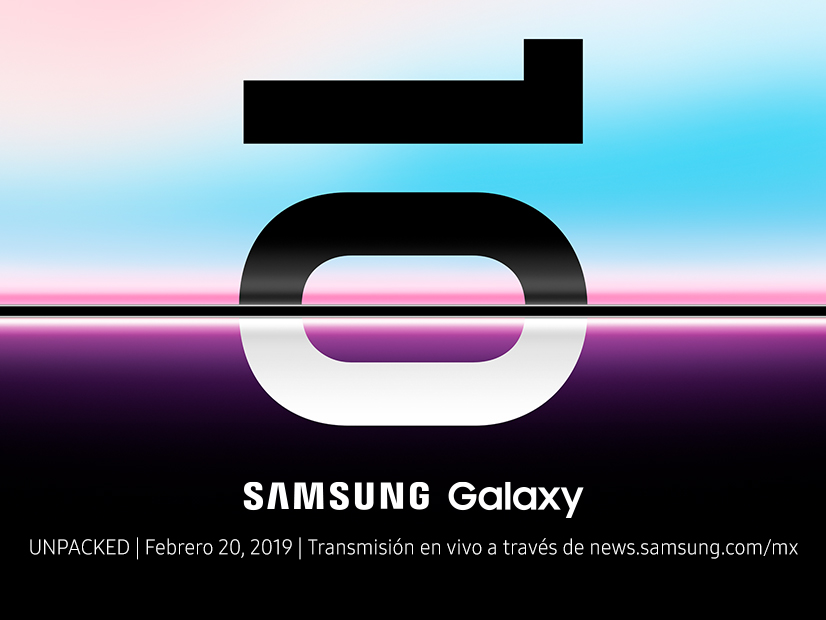 10
SAMSUNG Galaxy
UNPACKED | Febrero 20, 2019 | Transmisión en vivo a través de news.samsung.com/mx